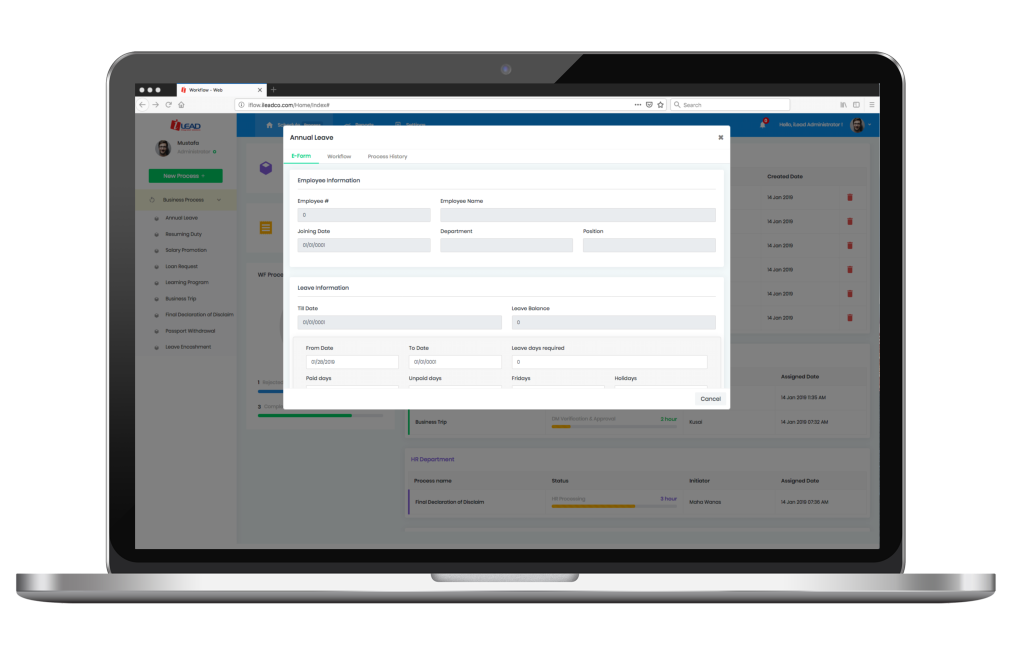 Workflow - Web
iflow.ileadco.com/Home/Index#
Search
LEAD
Mustafa
Administrator
New Process
Business Process
Annual Leave
Resuming Duty
Salary Promotion
Loan Request
Learning Program
Business Trip
Final Declaration of Disclaim
Passport Withdrawal
Leave Encashment
Settings
Hello, Ilead Administrator !
Annual Leave
E-Form Workflow Process History
Employee Information
Employee # Employee Name
0
Joining Date Department Position
01/01/0001
Leave Information
Till Date Leave Balance
01/01/0001 0
From Date To Date Leave days required
01/28/2019 01/01/0001 0
Paid days Unpaid days Fridays Holidays
Cancel
Created Date
14 Jan 2019
14 Jan 2019
14 Jan 2019
14 Jan 2019
14 Jan 2019
14 Jan 2019
WF Proce
1
3
Assigned Date
14 Jan 2019 11:35 AM
Business Trip 2 hour Kusai 14 Jan 2019 07:32 AM
HR Department
Process name Status Initiator Assigned Date
Final Declaration of Disclaim HR Processing 3 hour Maha Wanas 14 Jan 2019 07:35 AM